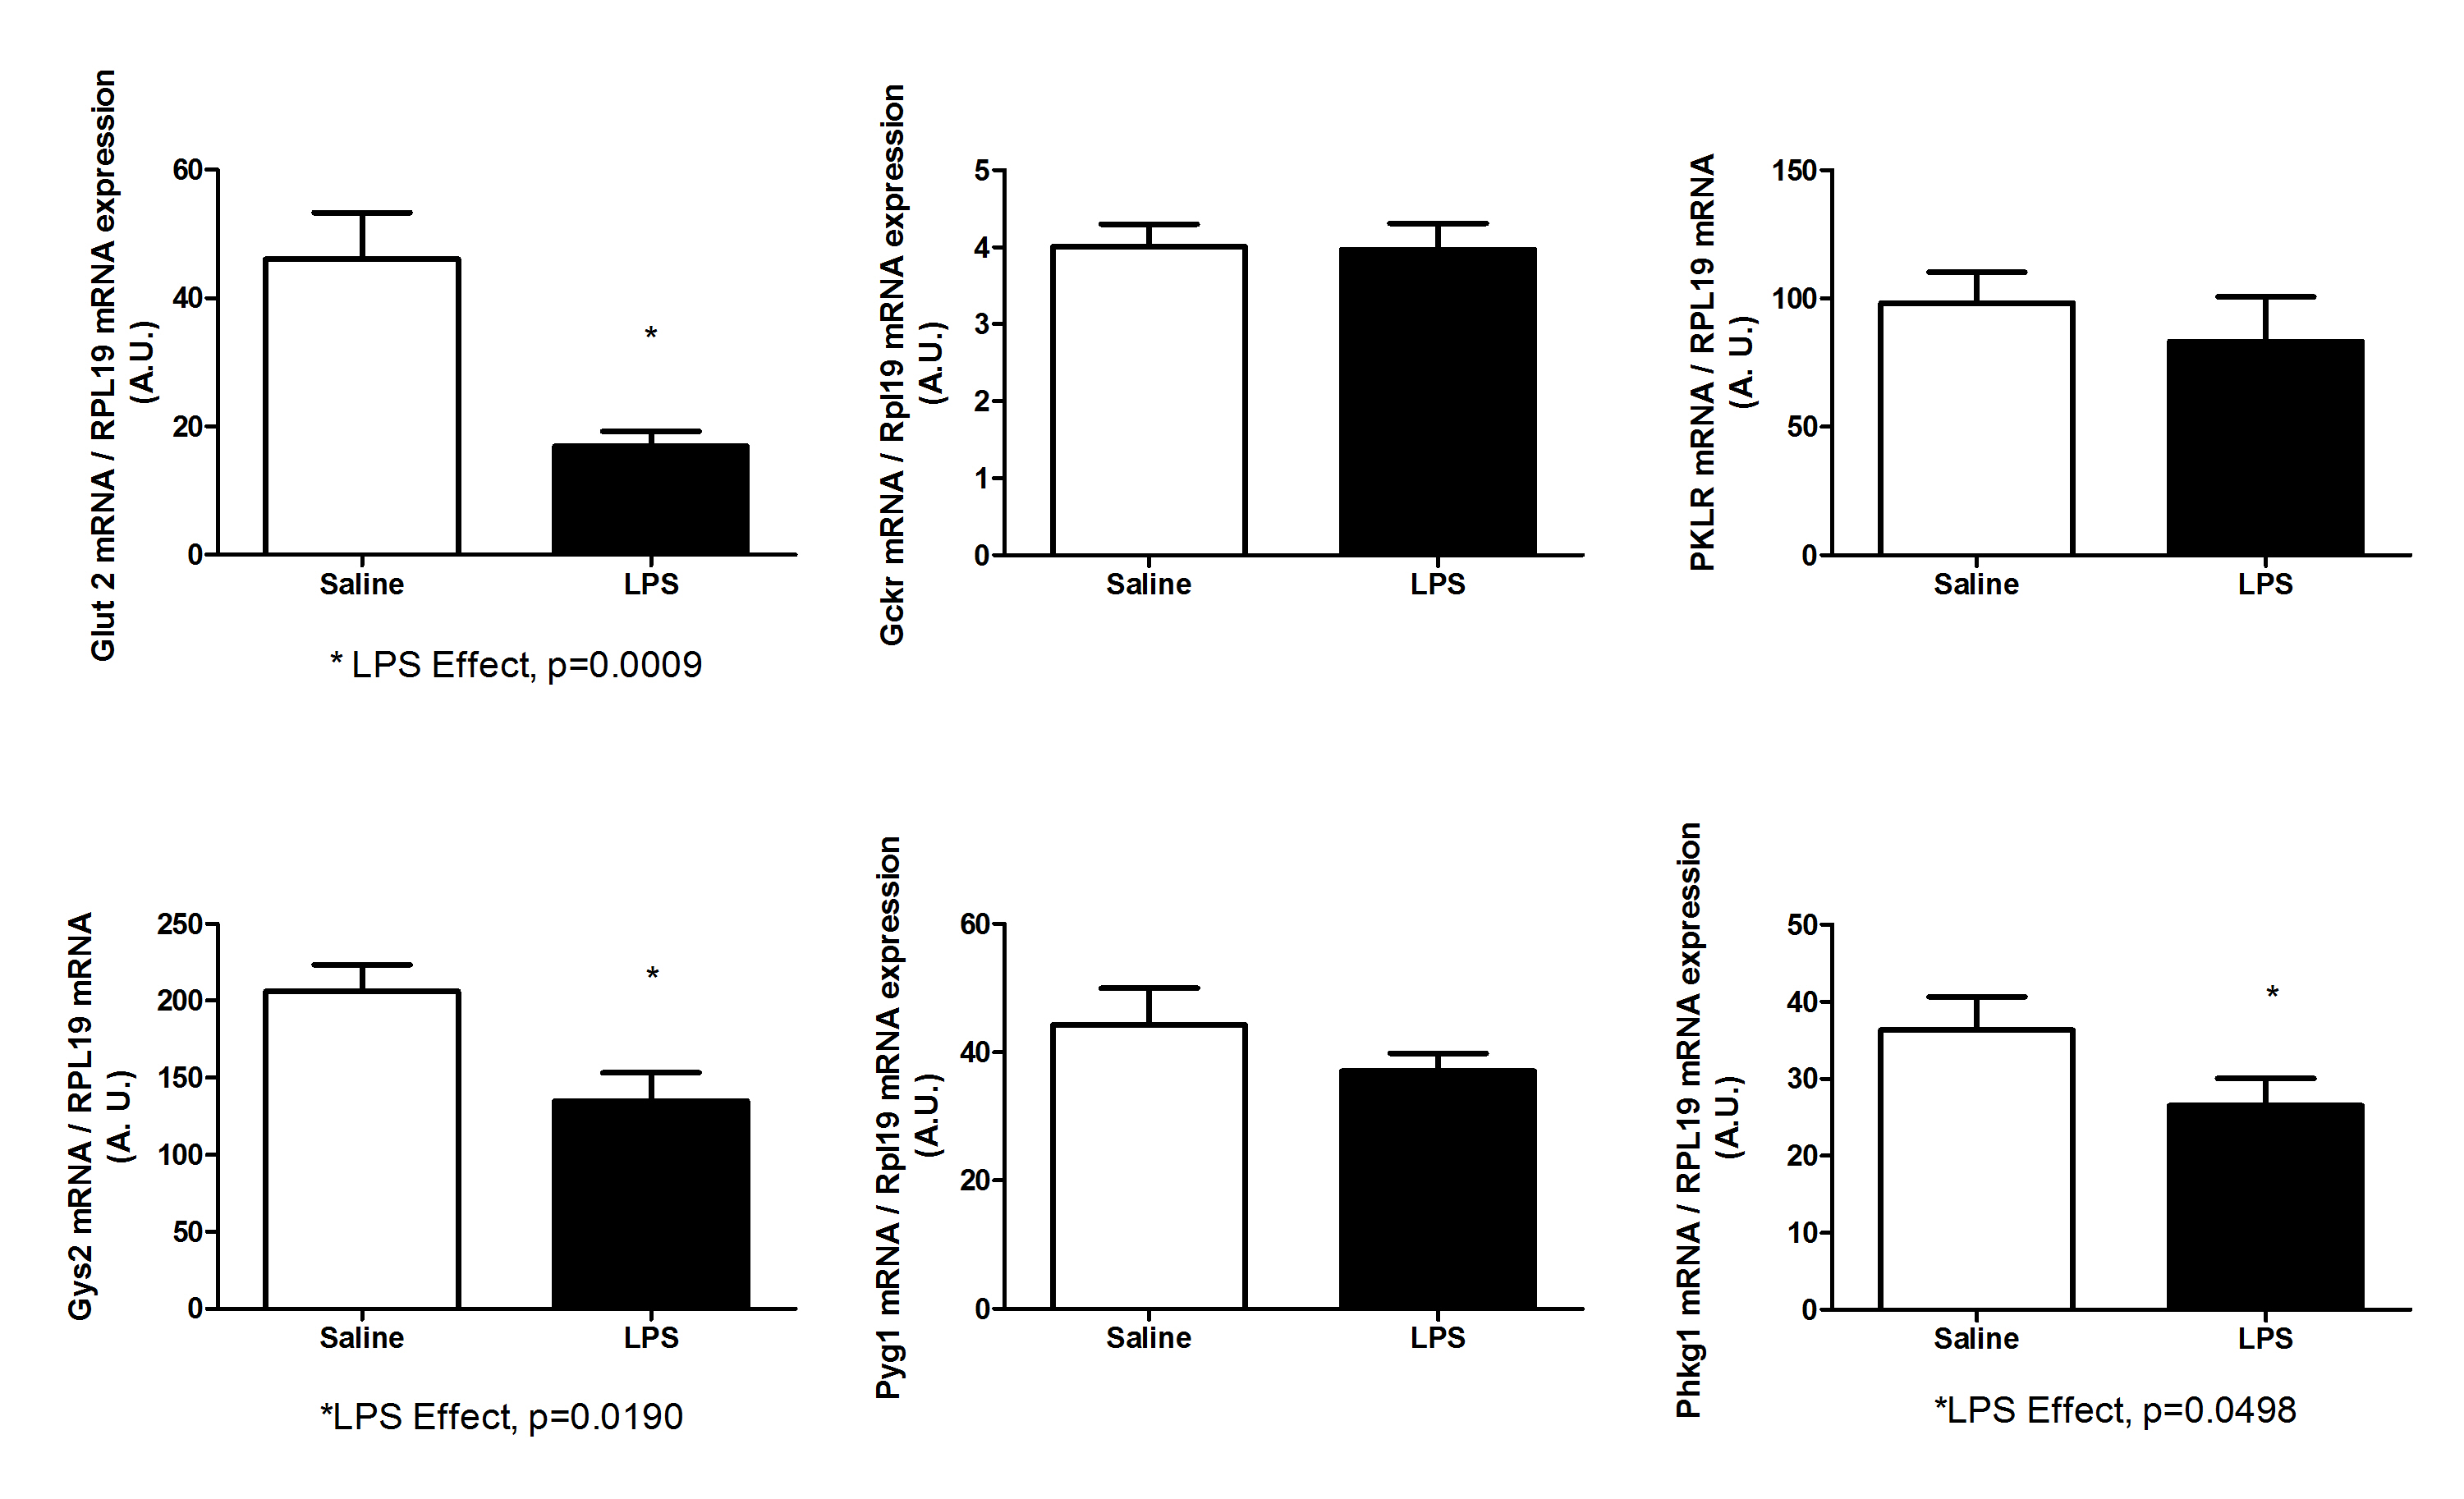 Glut 2 mRNA / RPL19 mRNA expression
(A.U.)
60
40
20
0
Saline
LPS
*
* LPS Effect, p=0.0009
Gckr mRNA / Rpl19 mRNA expression
(A.U.)
5
4
3
2
1
0
Saline
LPS
PKLR mRNA / RPL19 mRNA
(A. U.)
150
100
50
0
Saline
LPS
Gys2 mRNA / RPL19 mRNA
(A. U.)
250
200
150
100
50
0
Saline
LPS
*
*LPS Effect, p=0.0190
Pyg1 mRNA / Rpl19 mRNA expression
(A.U.)
60
40
20
0
Saline
LPS
Phkg1 mRNA / RPL19 mRNA expression
(A.U.)
50
40
30
20
10
0
Saline
LPS
*
*LPS Effect, p=0.0498